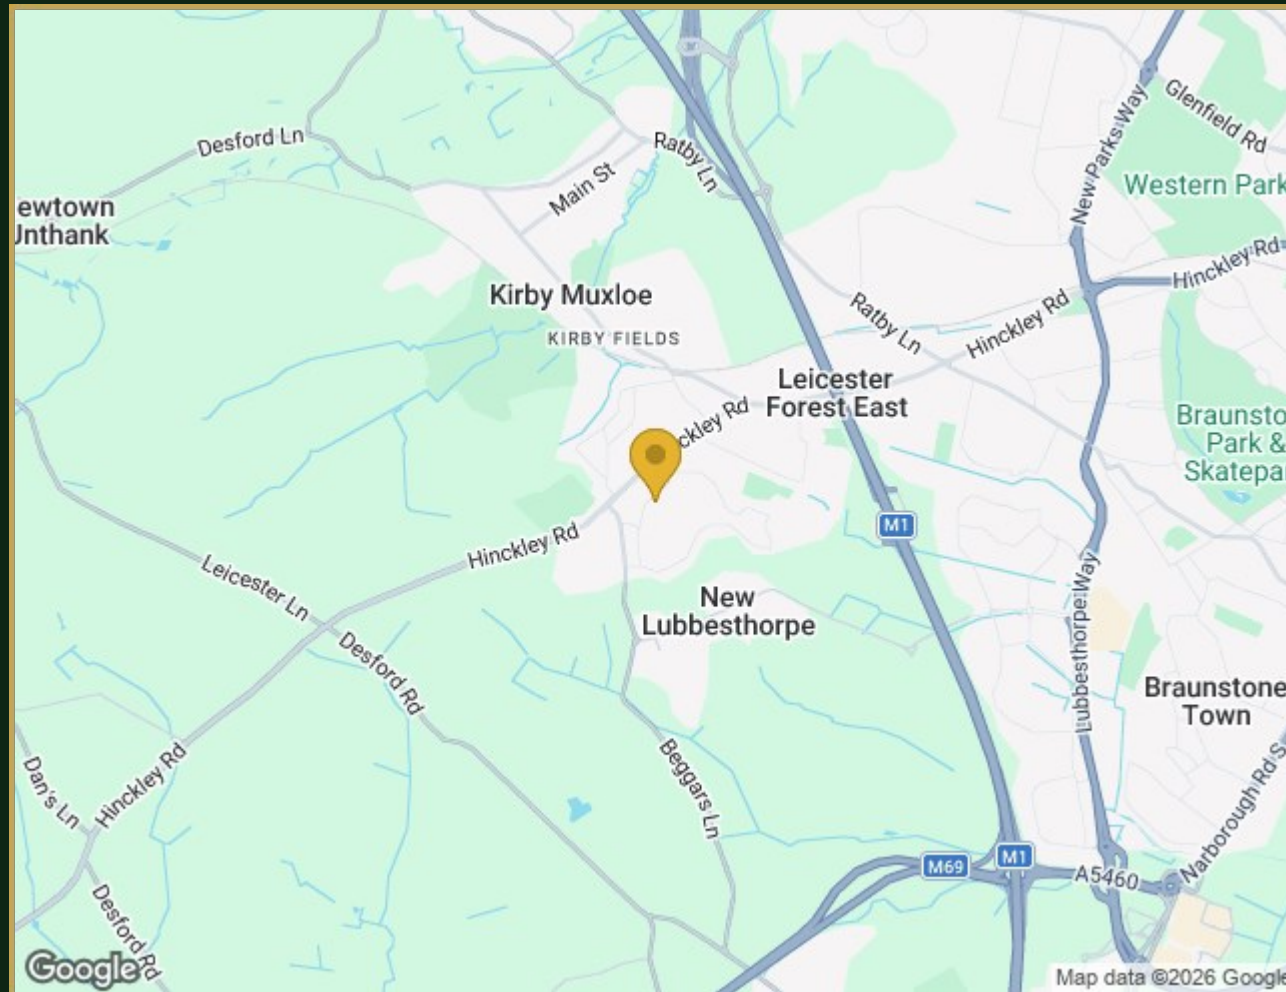 Glenfield Rd
New Parks Way
Desford Ln
Ratby Ln
Main St
Western Park
ewtown
Unthank
Hinckley Rd
Kirby Muxloe
KIRBY FIELDS
Ratby Ln
Hinckley Rd
Leicester
Forest East
ckley Rd
Braunsto
Park &
Skatepar
M1
Hinckley Rd
Leicester Ln
New
Lubbesthorpe
Lubbesthorpe Way
Desford Rd
Braunstone
Town
Dan's Ln
Hinckley Rd
Beggars Ln
Narborough Rd S
M69
M1
A5460
Desford Rd
Google
Map data ©2026 Google